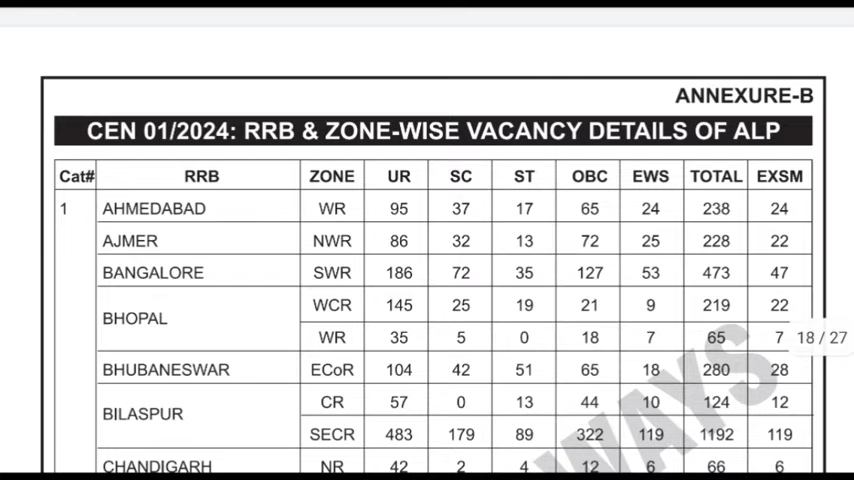 ANNEXURE-B
CEN 01/2024: RRB & ZONE-WISE VACANCY DETAILS OF ALP
Cat# RRB ZONE UR SC ST OBC EWS TOTAL EXSM
1 AHMEDABAD WR 95 37 17 65 24 238 24
AJMER NWR 86 32 13 72 25 228 22
BANGALORE SWR 186 72 35 127 53 473 47
BHOPAL WCR 145 25 19 21 9 219 22
WR 35 5 0 18 7 65 7
18 / 27
BHUBANESWAR ECoR 104 42 51 65 18 280 28
BILASPUR CR 57 0 13 44 10 124 12
SECR 483 179 89 322 119 1192 119
CHANDIGARH NR 42 2 4 12 6 66 6
WAYS